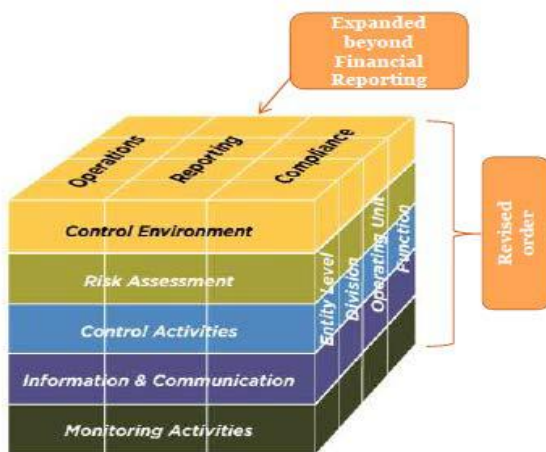 Expanded
beyond
Financial
Reporting
Operations
Reporting
Compliance
Control Environment
Risk Assessment
Control Activities
Information & Communication
Monitoring Activities
Entity Level
Division
Operating Unit
Function
Revised
order